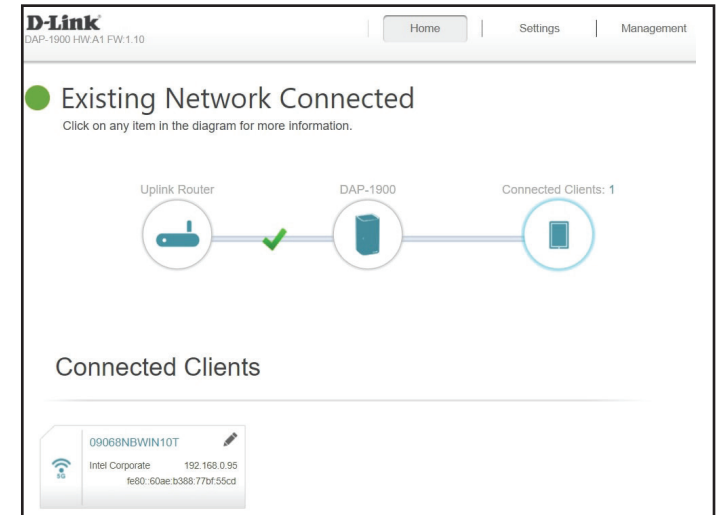 D-Link
DAP-1900 HW:A1 FW:1.10
Home
Settings
Management
Existing Network Connected
Click on any item in the diagram for more information.
Uplink Router
DAP-1900
Connected Clients: 1
Connected Clients
09068NBWIN10T
Intel Corporate 192.168.0.95
fe80::60ae:b388:77bf:55cd
5G